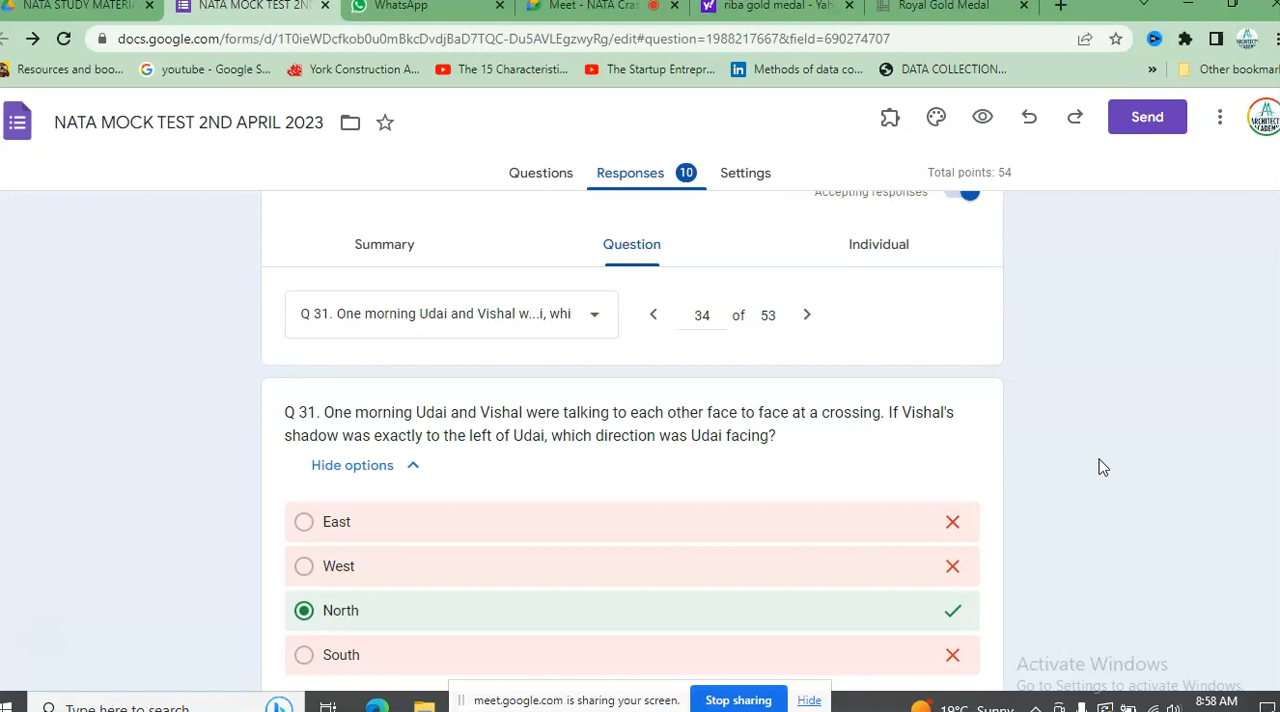 NATA STUDY MATERI
NATA MOCK TEST 2N
WhatsApp
Meet - NATA Cras
riba gold medal - Yah
Royal Gold Medal
docs.google.com/forms/d/1T0ieWDcfkob0u0mBkcDvdjBaD7TQC-Du5AVLEgzwyRg/edit#question=1988217667&field=690274707
Resources and boo...
youtube - Google S...
York Construction A...
The 15 Characteristi...
The Startup Entrepr...
Methods of data co...
DATA COLLECTION...
»
Other bookmar
NATA MOCK TEST 2ND APRIL 2023
Send
Questions
Responses 10
Settings
Total points: 54
Accepting responses
Summary
Question
Individual
Q 31. One morning Udai and Vishal w...i, whi
34 of 53
Q 31. One morning Udai and Vishal were talking to each other face to face at a crossing. If Vishal's
shadow was exactly to the left of Udai, which direction was Udai facing?
Hide options
East
West
North
South
Activate Windows
Go to Settings to activate Windows.
meet.google.com is sharing your screen.
Stop sharing
Hide
Type here to search
19°C Sunny
8:58 AM